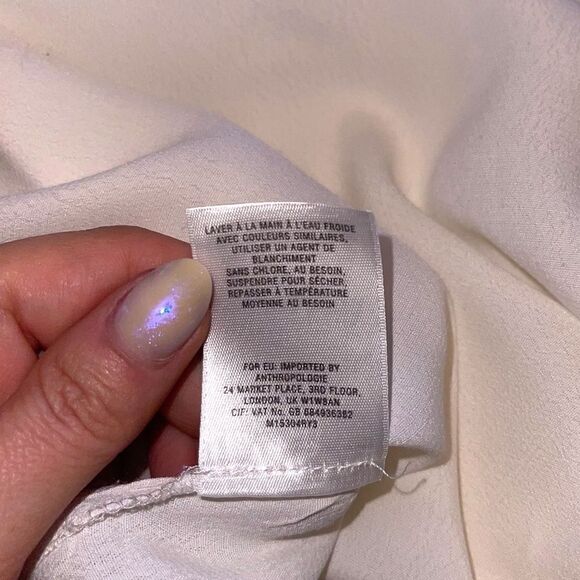 LAVER À LA MAIN À L'EAU FROIDE
AVEC COULEURS SIMILAIRES,
UTILISER UN AGENT DE
BLANCHIMENT
SANS CHLORE, AU BESOIN,
SUSPENDRE POUR SÉCHER,
REPASSER À TEMPÉRATURE
MOYENNE AU BESOIN
FOR EU: IMPORTED BY
ANTHROPOLOGIE
24 MARKET PLACE, 3RD FLOOR,
LONDON, UK W1W8AN
CIF: VAT No. GB 684936382
M15304RY3